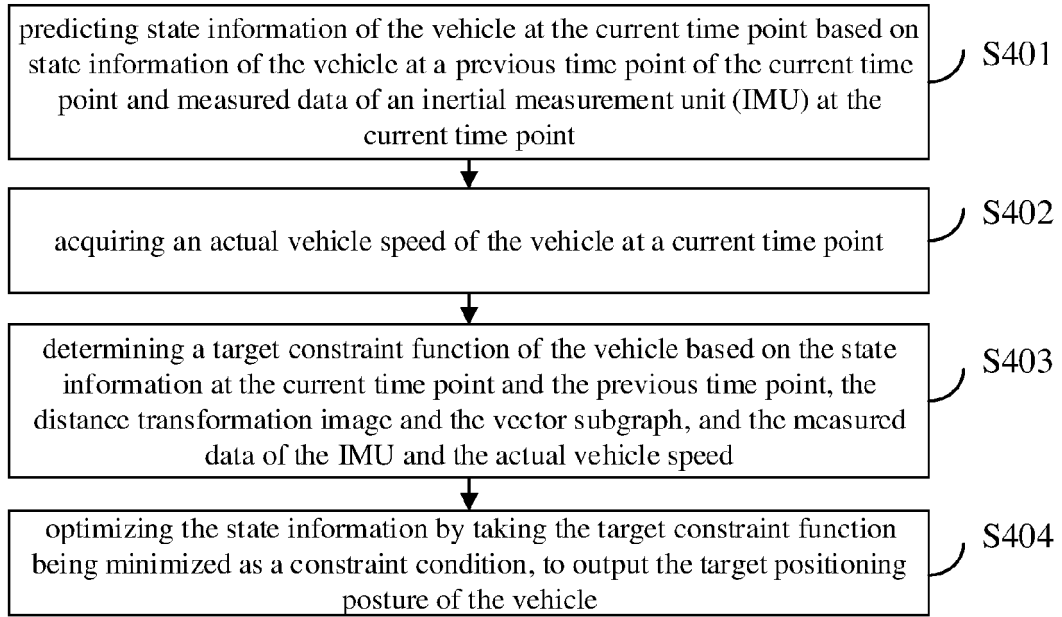 predicting state information of the vehicle at the current time point based on
state information of the vehicle at a previous time point of the current time
point and measured data of an inertial measurement unit (IMU) at the
current time point
S401
acquiring an actual vehicle speed of the vehicle at a current time point
S402
determining a target constraint function of the vehicle based on the state
information at the current time point and the previous time point, the
distance transformation image and the vector subgraph, and the measured
data of the IMU and the actual vehicle speed
S403
optimizing the state information by taking the target constraint function
being minimized as a constraint condition, to output the target positioning
posture of the vehicle
S404